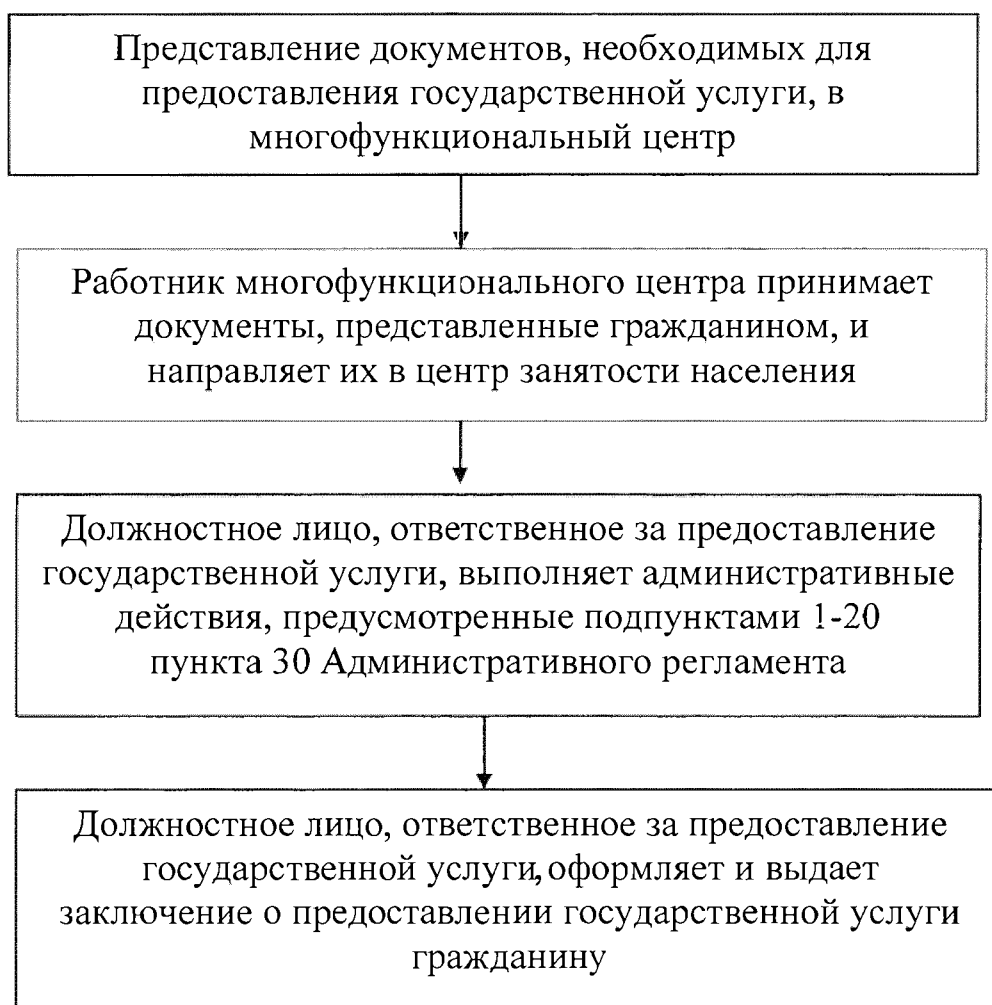 Представление документов, необходимых для
предоставления государственной услуги, в
многофункциональный центр
Работник многофункционального центра принимает
документы, представленные гражданином, и
направляет их в центр занятости населения
Должностное лицо, ответственное за предоставление
государственной услуги, выполняет административные
действия, предусмотренные подпунктами 1-20
пункта 30 Административного регламента
Должностное лицо, ответственное за предоставление
государственной услуги, оформляет и выдает
заключение о предоставлении государственной услуги
гражданину